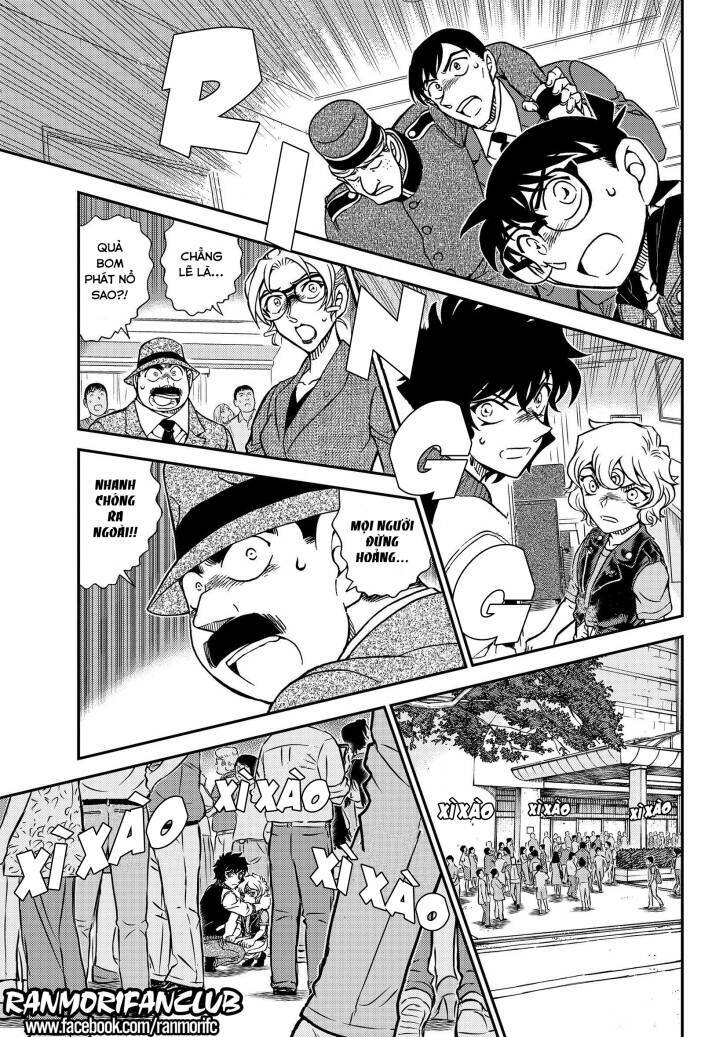 RINGGG
CHẲNG
LẼ LÀ...
QUẢ
BOM
PHÁT NỔ
SAO?!
MỌI NGƯỜI
ĐỪNG
HOẢNG...
NHANH
CHÓNG
RA
NGOÀI!!
XÌ XÀO
XÌ XÀO
XÌ XÀO
XÌ XÀO
XÌ XÀO
XÌ XÀO
XÌ XÀO
RANMORIFANCLUB
www.facebook.com/ranmorifc